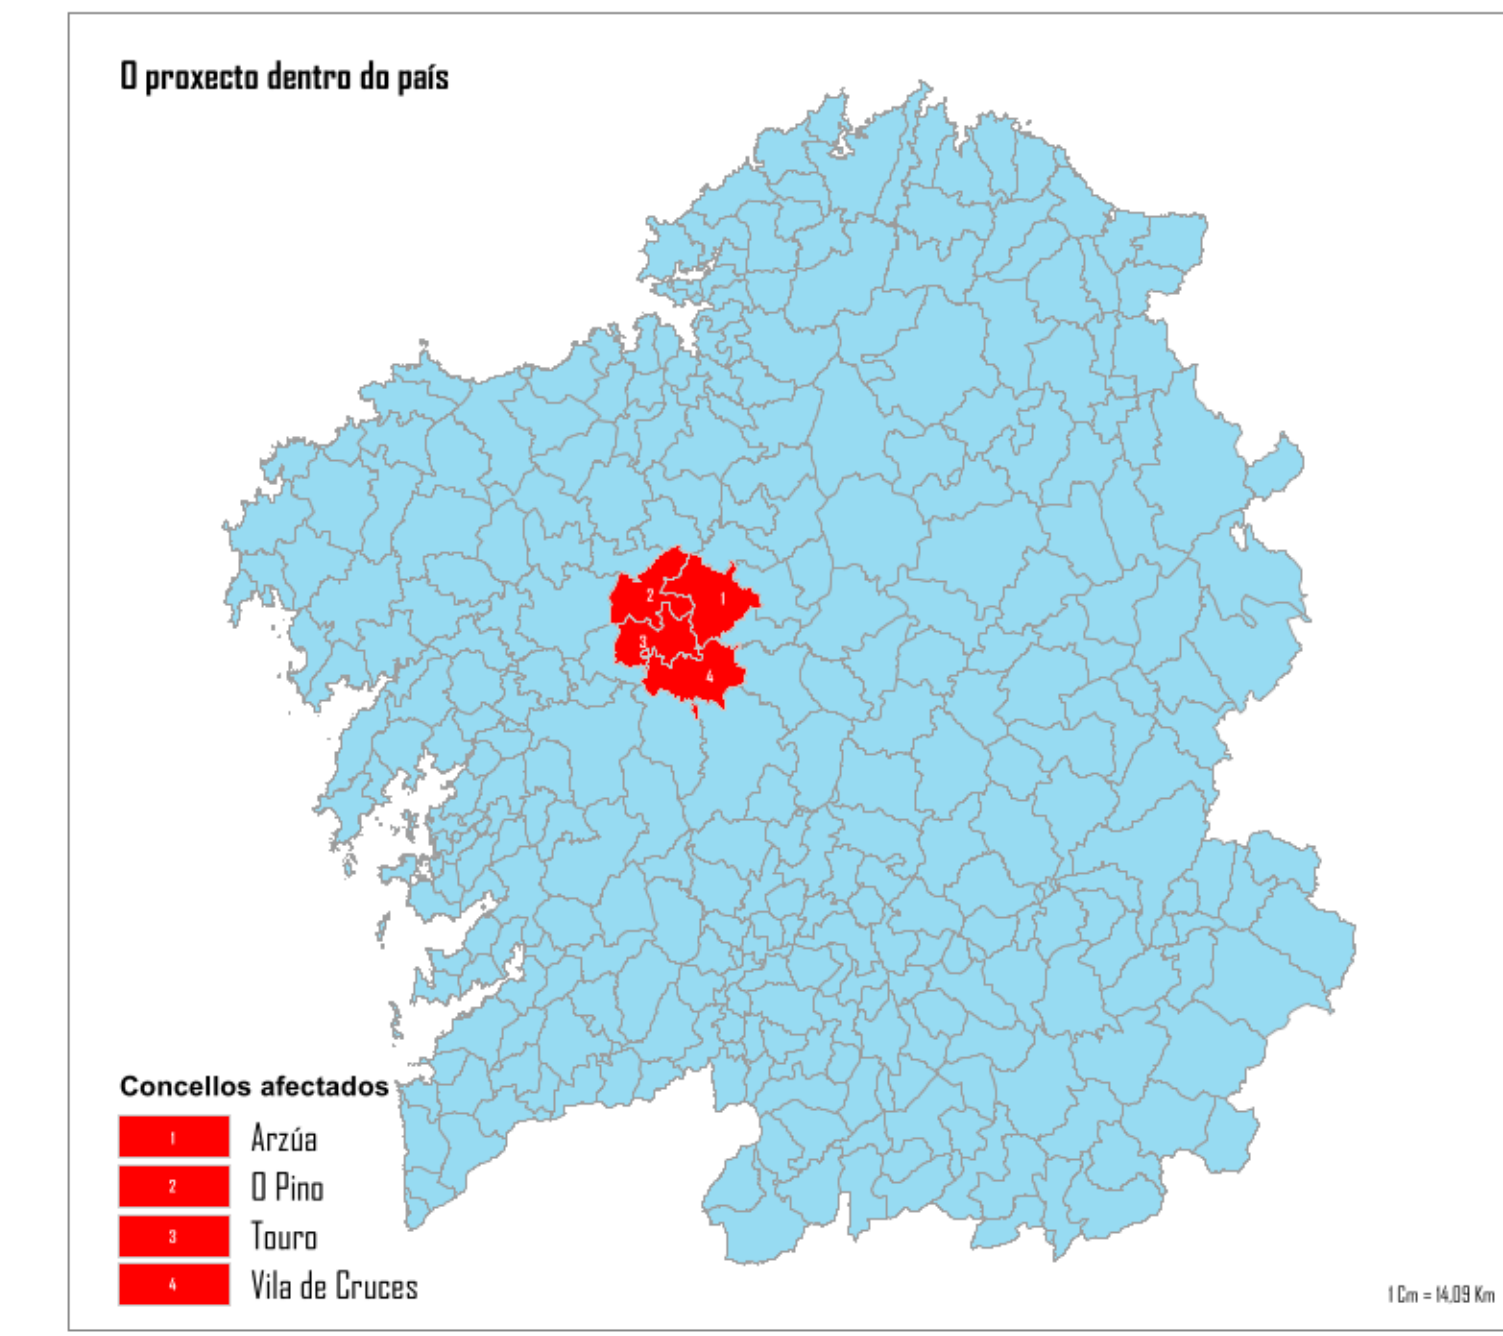 O proxecto dentro do país
2
1
3
4
Concellos afectados
1 Arzúa
2 O Pino
3 Touro
4 Vila de Cruces
1 Cm = 14,09 Km